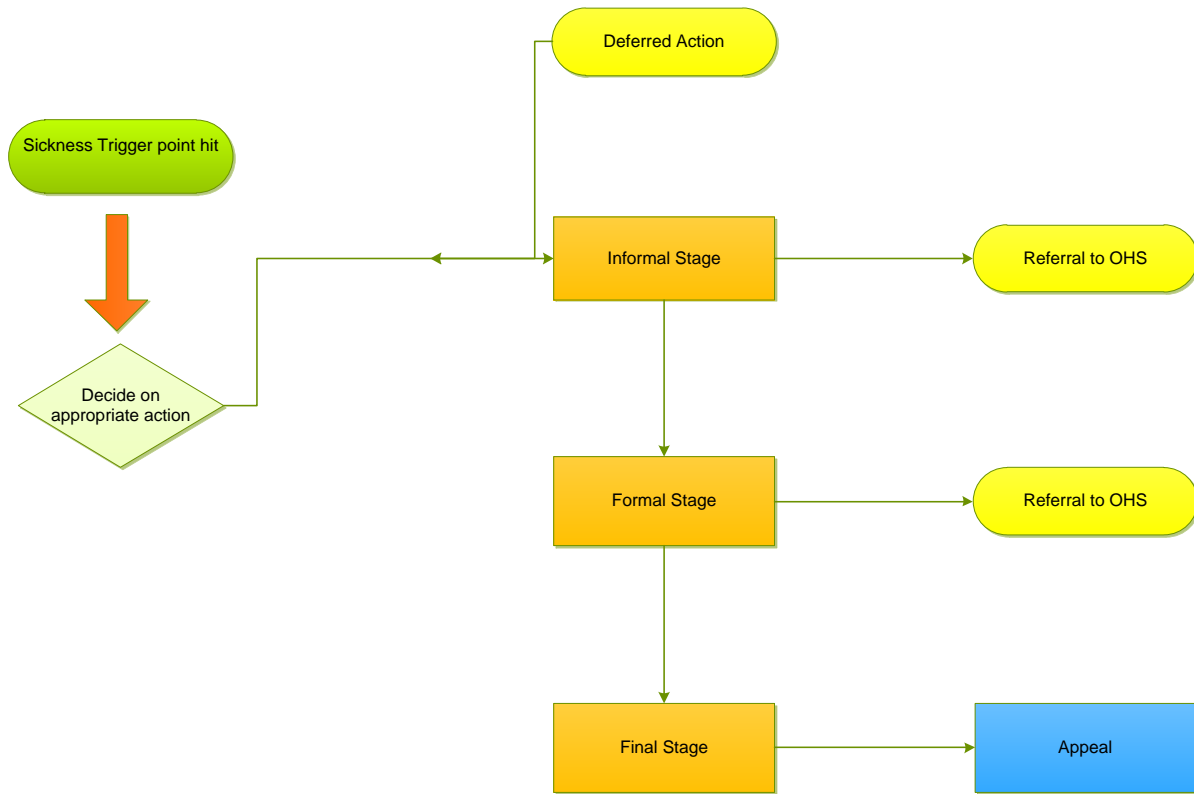 Deferred Action
Sickness Trigger point hit
Informal Stage
Referral to OHS
Decide on
appropriate action
Formal Stage
Referral to OHS
Final Stage
Appeal